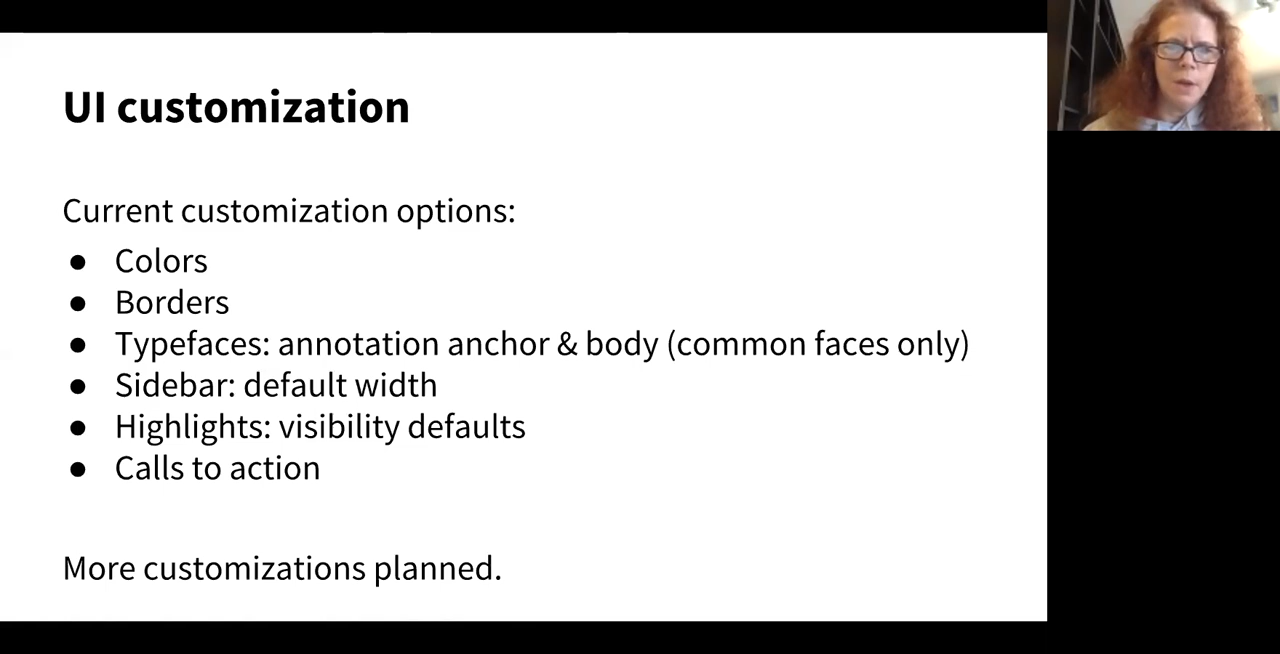 UI customization
Current customization options:
● Colors
● Borders
● Typefaces: annotation anchor & body (common faces only)
● Sidebar: default width
● Highlights: visibility defaults
● Calls to action
More customizations planned.